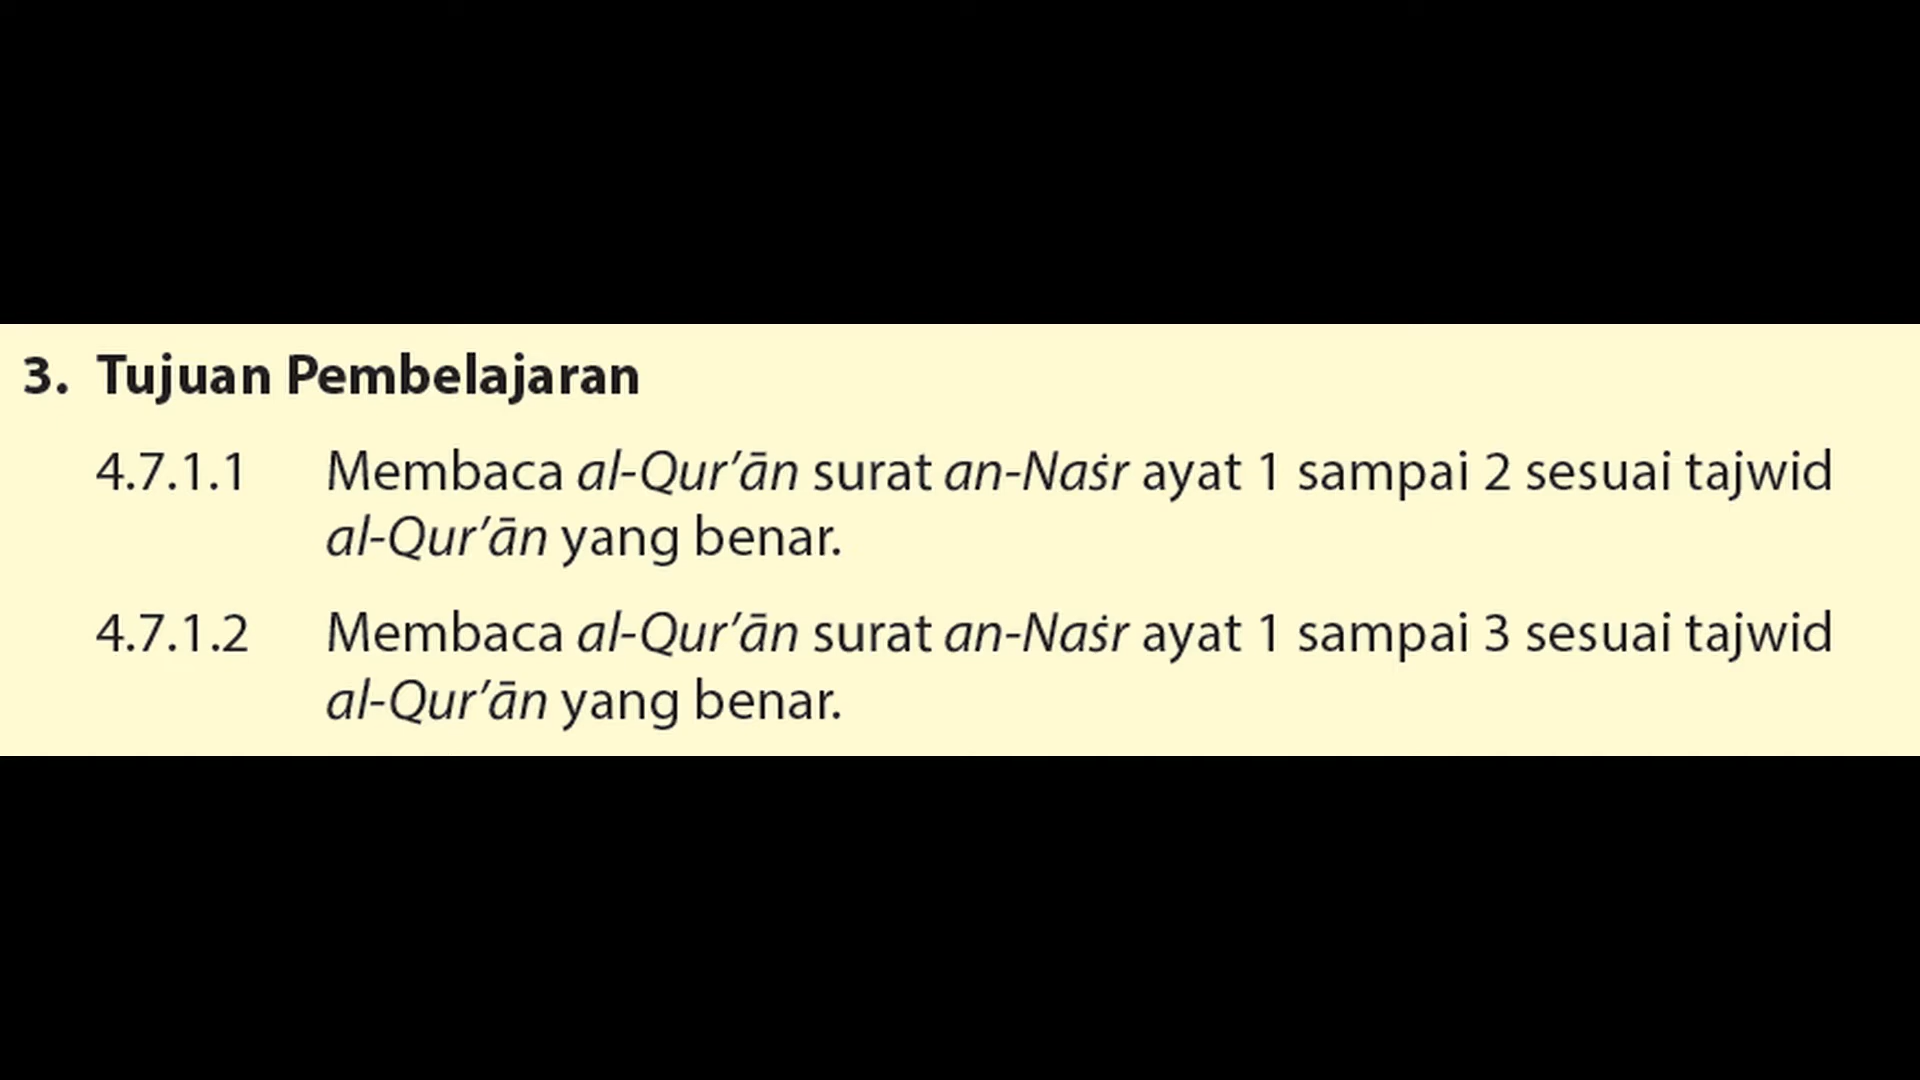 3. Tujuan Pembelajaran
4.7.1.1 Membaca al-Qur’ān surat an-Naṡr ayat 1 sampai 2 sesuai tajwid
al-Qur’ān yang benar.
4.7.1.2 Membaca al-Qur’ān surat an-Naṡr ayat 1 sampai 3 sesuai tajwid
al-Qur’ān yang benar.